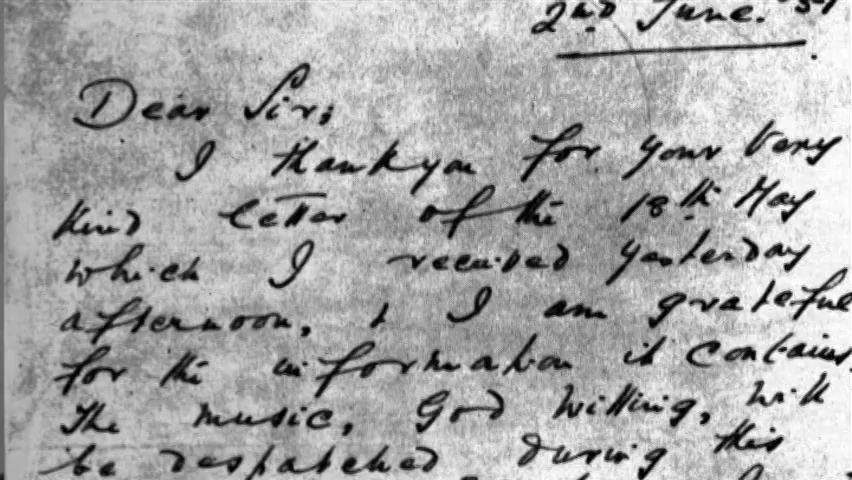 2nd June.
Dear Sir;
I thank you for your very
kind letter of the 18th May
which I received yesterday
afternoon, & I am grateful
for the information it contains.
The music, God willing, will
be despatched during this